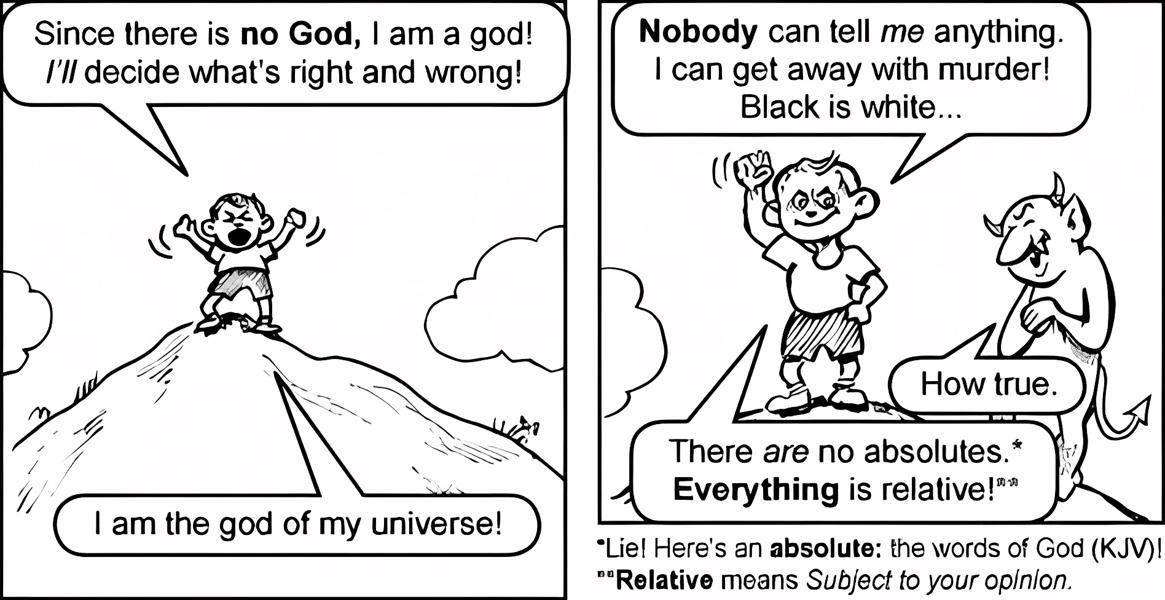 Since there is no God, I am a god!
I'll decide what's right and wrong!
I am the god of my universe!
Nobody can tell me anything.
I can get away with murder!
Black is white...
How true.
There are no absolutes.*
Everything is relative!**
*Lie! Here's an absolute: the words of God (KJV)!
**Relative means Subject to your opinion.